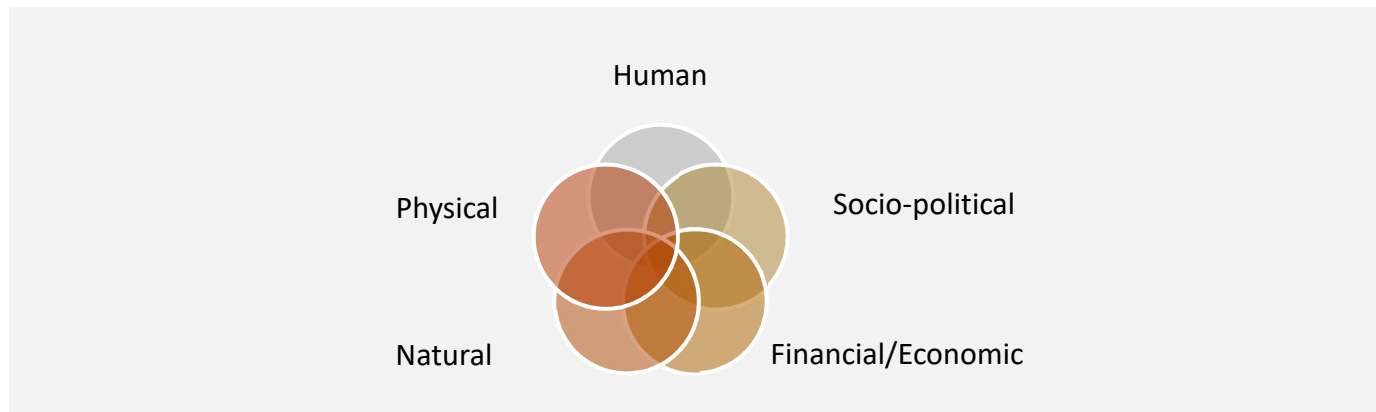 Human
Physical
Socio-political
Natural
Financial/Economic